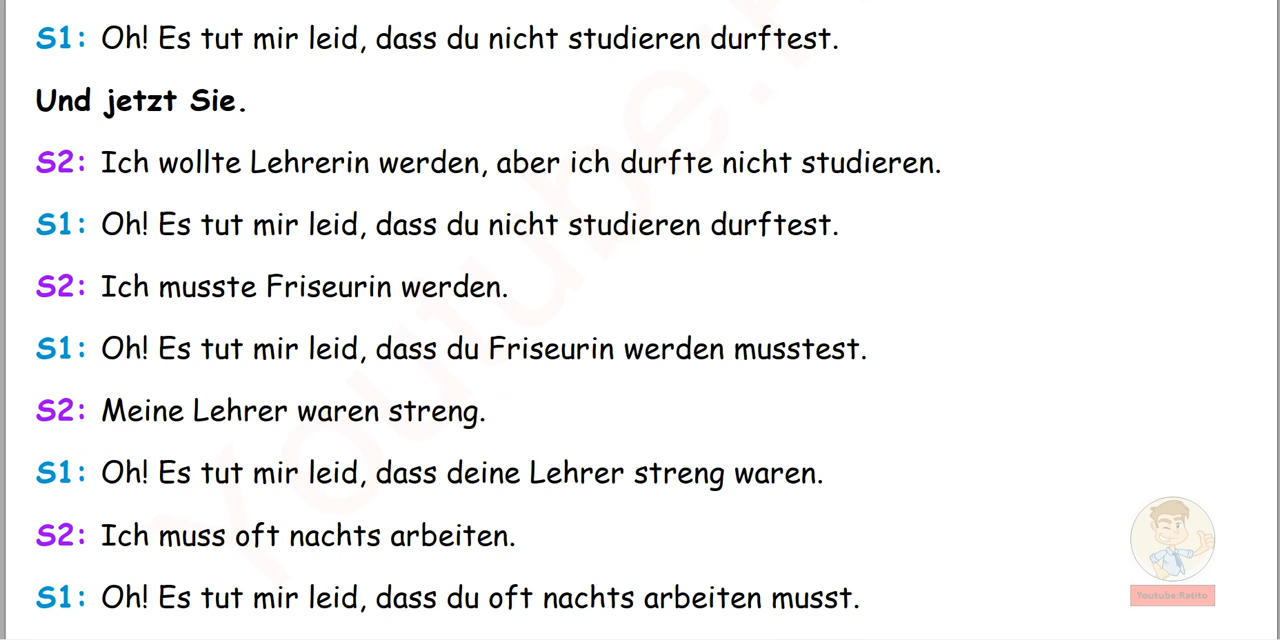 S1: Oh! Es tut mir leid, dass du nicht studieren durftest.
Und jetzt Sie.
S2: Ich wollte Lehrerin werden, aber ich durfte nicht studieren.
S1: Oh! Es tut mir leid, dass du nicht studieren durftest.
S2: Ich musste Friseurin werden.
S1: Oh! Es tut mir leid, dass du Friseurin werden musstest.
S2: Meine Lehrer waren streng.
S1: Oh! Es tut mir leid, dass deine Lehrer streng waren.
S2: Ich muss oft nachts arbeiten.
S1: Oh! Es tut mir leid, dass du oft nachts arbeiten musst.
Youtube:Ratito